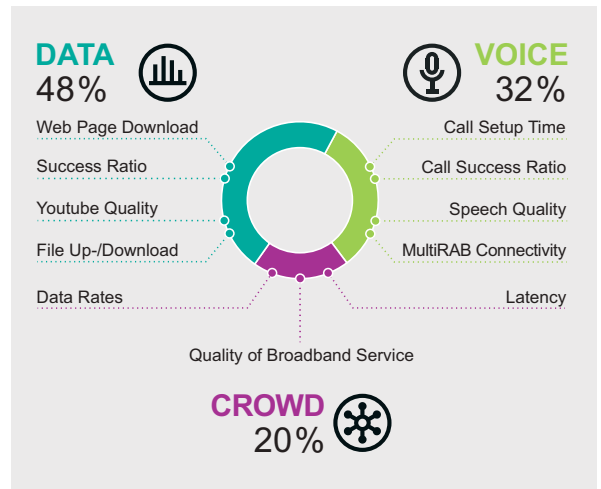 DATA
48%
Web Page Download
Success Ratio
Youtube Quality
File Up-/Download
Data Rates
VOICE
32%
Call Setup Time
Call Success Ratio
Speech Quality
MultiRAB Connectivity
Latency
Quality of Broadband Service
CROWD
20%